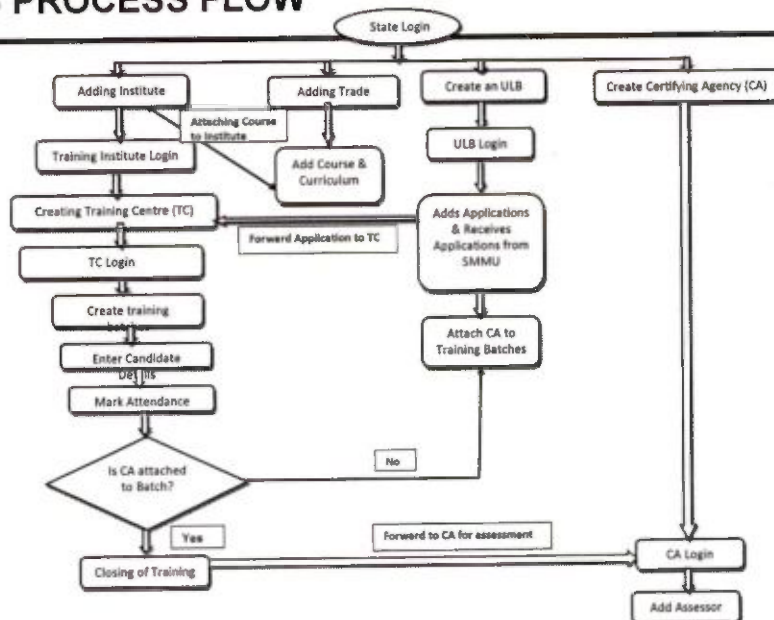 PROCESS FLOW
State Login
Adding Institute
Adding Trade
Create an ULB
Create Certifying Agency (CA)
Attaching Course
to Institute
ULB Login
Training Institute Login
Add Course &
Curriculum
Creating Training Centre (TC)
Adds Applications
& Receives
Applications from
SMMU
Forward Application to TC
TC Login
Create training
Attach CA to
Training Batches
Enter Candidate
Details
Mark Attendance
Is CA attached
to Batch?
No
Yes
Forward to CA for assessment
CA Login
Closing of Training
Add Assessor